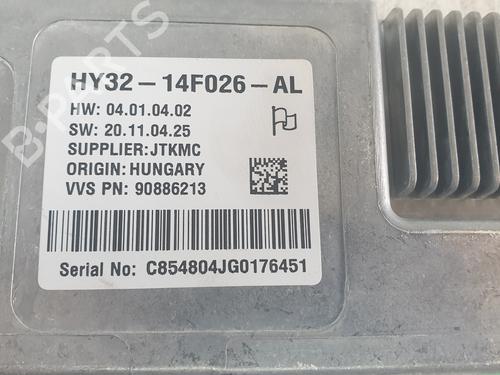 B-PARTS
HY32-14F026-AL
HW: 04.01.04.02
SW: 20.11.04.25
SUPPLIER:JTKMC
ORIGIN:HUNGARY
VVS PN: 90886213
Serial No: C854804JG0176451